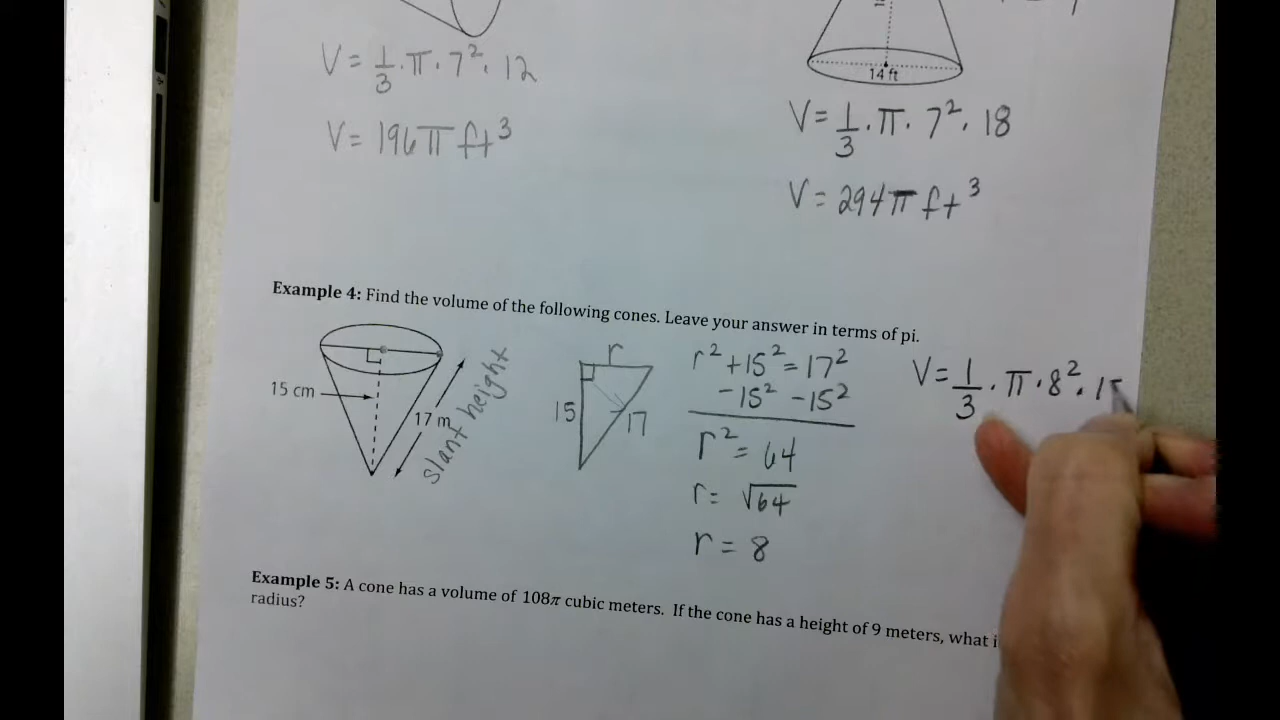 V = 1/3 · π · 7² · 12
V = 196π ft³
14 ft
V = 1/3 · π · 7² · 18
V = 294π ft³
Example 4: Find the volume of the following cones. Leave your answer in terms of pi.
15 cm
17 m
slant height
r
15
17
r² + 15² = 17²
- 15² - 15²
r² = 64
r = √64
r = 8
V = 1/3 · π · 8² · 15
Example 5: A cone has a volume of 108π cubic meters. If the cone has a height of 9 meters, what
radius?